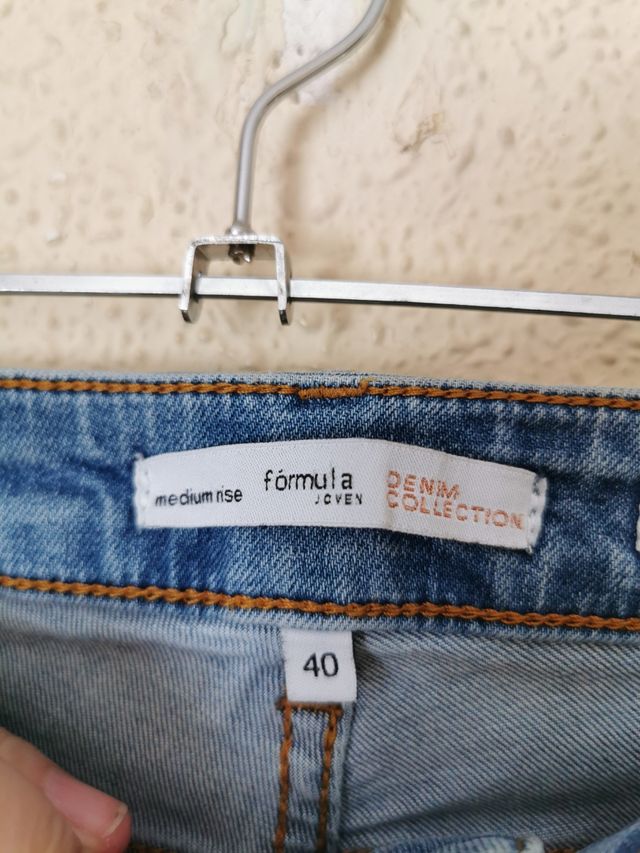 medium rise
fórmula
JOVEN
DENIM
COLLECTION
40